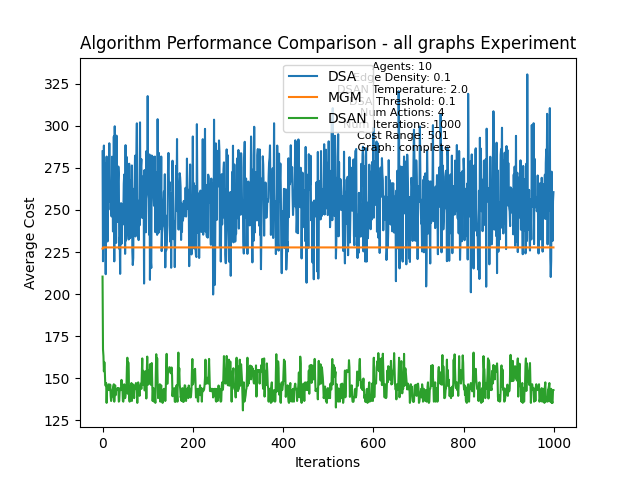 Algorithm Performance Comparison - all graphs Experiment
Average Cost
325
300
275
250
225
200
175
150
125
DSA
MGM
DSAN
Agents: 10
Edge Density: 0.1
DSAN Temperature: 2.0
DSA Threshold: 0.1
Num Actions: 4
Num Iterations: 1000
Cost Range: 501
Graph: complete
0
200
400
600
800
1000
Iterations